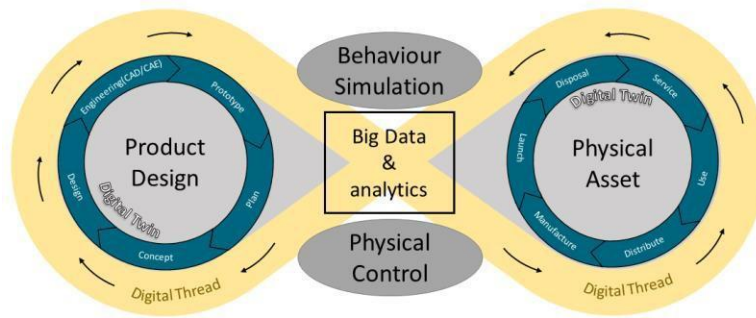 Engineering(CAD/CAE)
Prototype
Plan
Concept
Design
Product
Design
Digital Twin
Digital Thread
Behaviour
Simulation
Big Data
&
analytics
Physical
Control
Disposal
Service
Use
Distribute
Manufacture
Launch
Digital Twin
Physical
Asset
Digital Thread